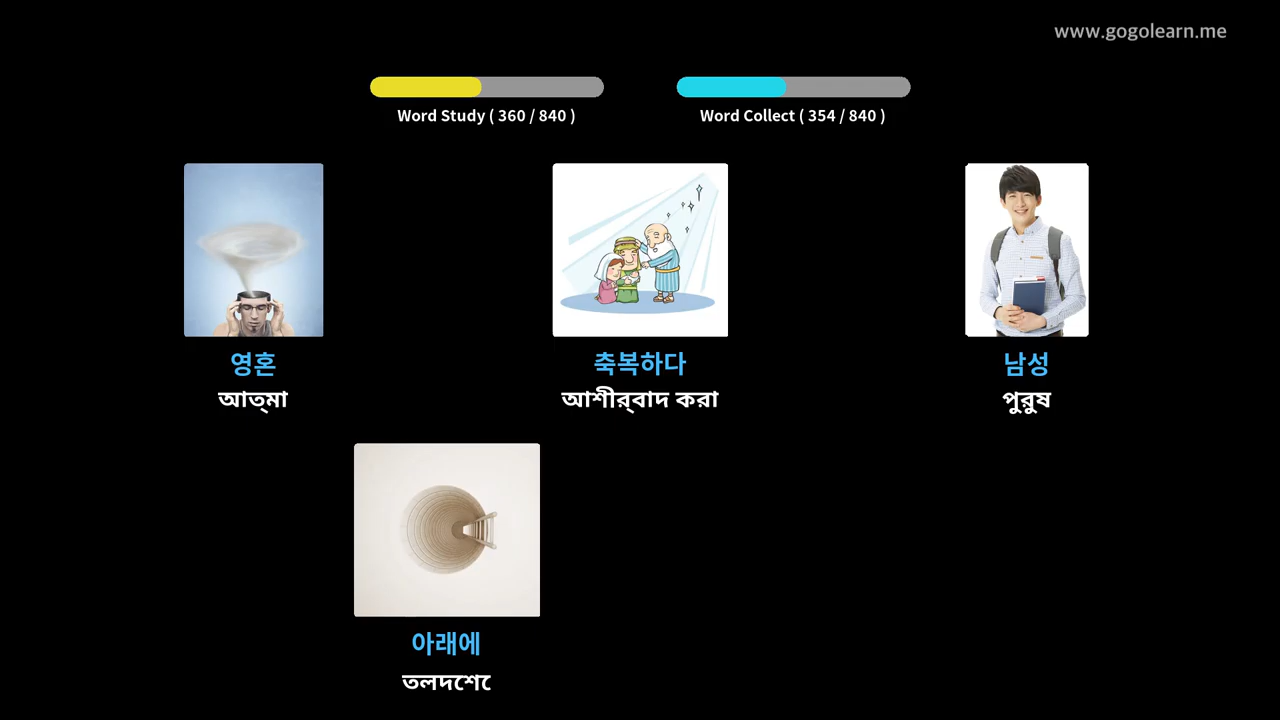 www.gogolearn.me
Word Study ( 360 / 840 )
Word Collect ( 354 / 840 )
영혼
আত্মা
축복하다
আশীর্বাদ করা
남성
পুরুষ
아래에
তলদশেে